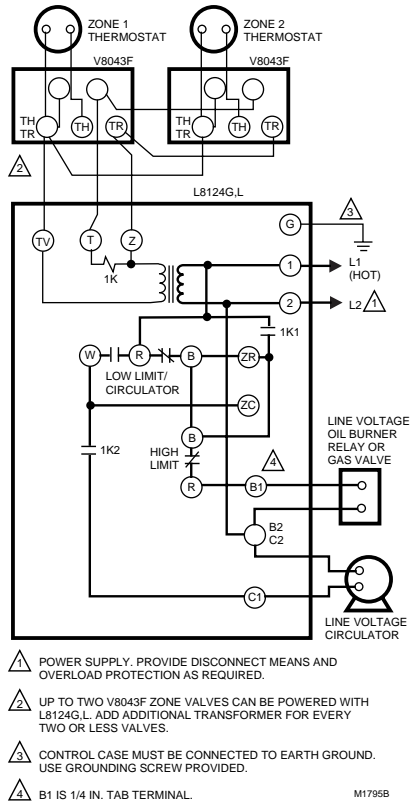 ZONE 1
THERMOSTAT
ZONE 2
THERMOSTAT
V8043F
V8043F
TH
TR
TH
TR
TH
TR
TH
TR
2
L8124G,L
3
G
TV
T
Z
1
L1
(HOT)
1K
2
L2
1
1K1
W
R
B
ZR
LOW LIMIT/
CIRCULATOR
ZC
LINE VOLTAGE
OIL BURNER
RELAY OR
GAS VALVE
B
1K2
HIGH
LIMIT
4
R
B1
B2
C2
C1
LINE VOLTAGE
CIRCULATOR
1 POWER SUPPLY. PROVIDE DISCONNECT MEANS AND
OVERLOAD PROTECTION AS REQUIRED.
2 UP TO TWO V8043F ZONE VALVES CAN BE POWERED WITH
L8124G,L. ADD ADDITIONAL TRANSFORMER FOR EVERY
TWO OR LESS VALVES.
3 CONTROL CASE MUST BE CONNECTED TO EARTH GROUND.
USE GROUNDING SCREW PROVIDED.
4 B1 IS 1/4 IN. TAB TERMINAL.
M1795B